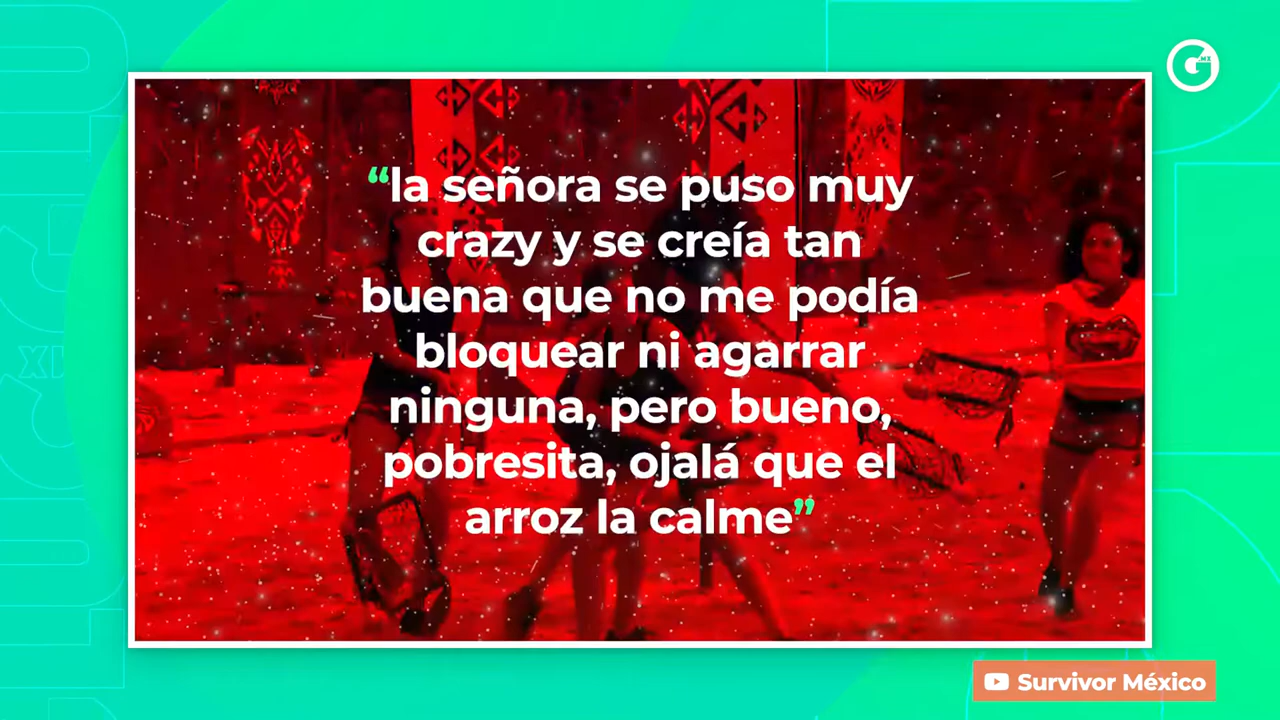 “la señora se puso muy
crazy y se creía tan
buena que no me podía
bloquear ni agarrar
ninguna, pero bueno,
pobresita, ojalá que el
arroz la calme”
Survivor México
G.MX